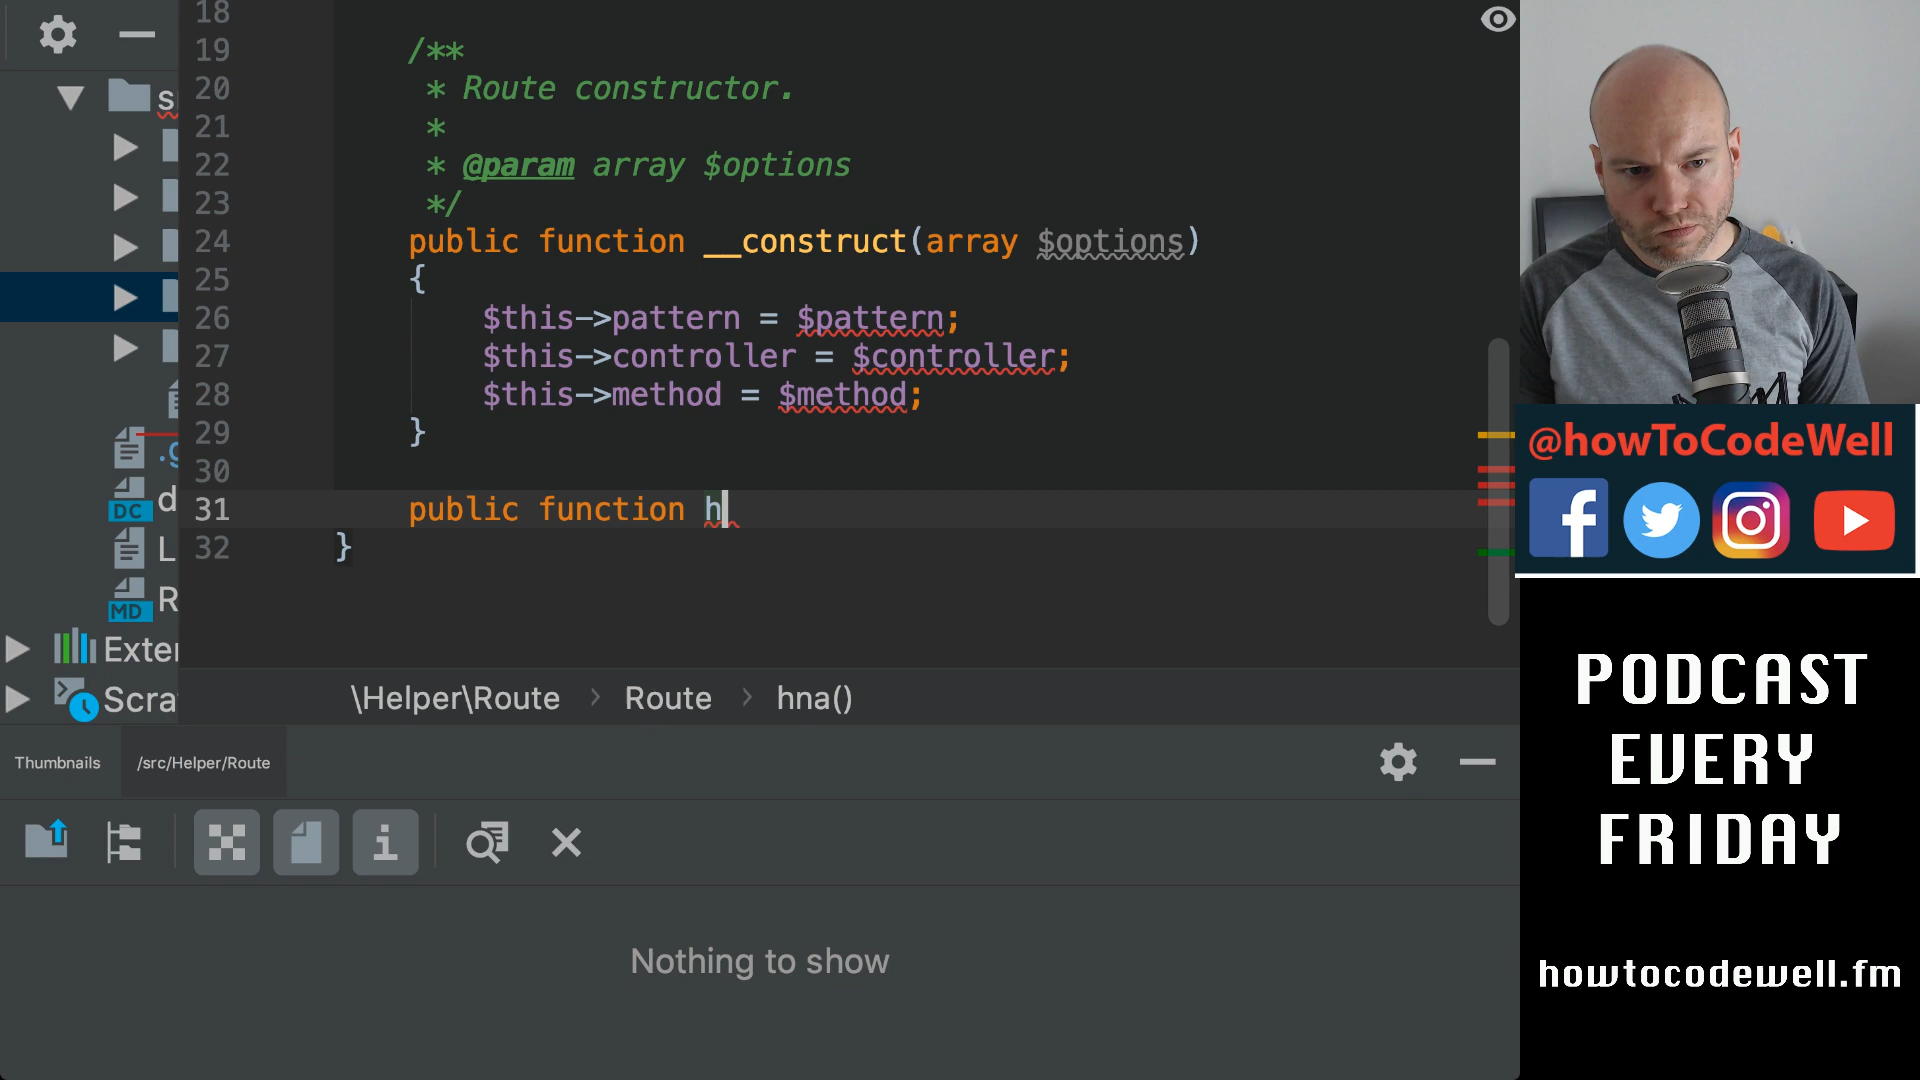 18
19 /**
20 * Route constructor.
21 *
22 * @param array $options
23 */
24 public function __construct(array $options)
25 {
26 $this->pattern = $pattern;
27 $this->controller = $controller;
28 $this->method = $method;
29 }
30
31 public function h
32 }
s
.g
DC d
L
MD R
Exter
Scra
\Helper\Route > Route > hna()
Thumbnails /src/Helper/Route
Nothing to show
@howToCodeWell
PODCAST
EVERY
FRIDAY
howtocodewell.fm